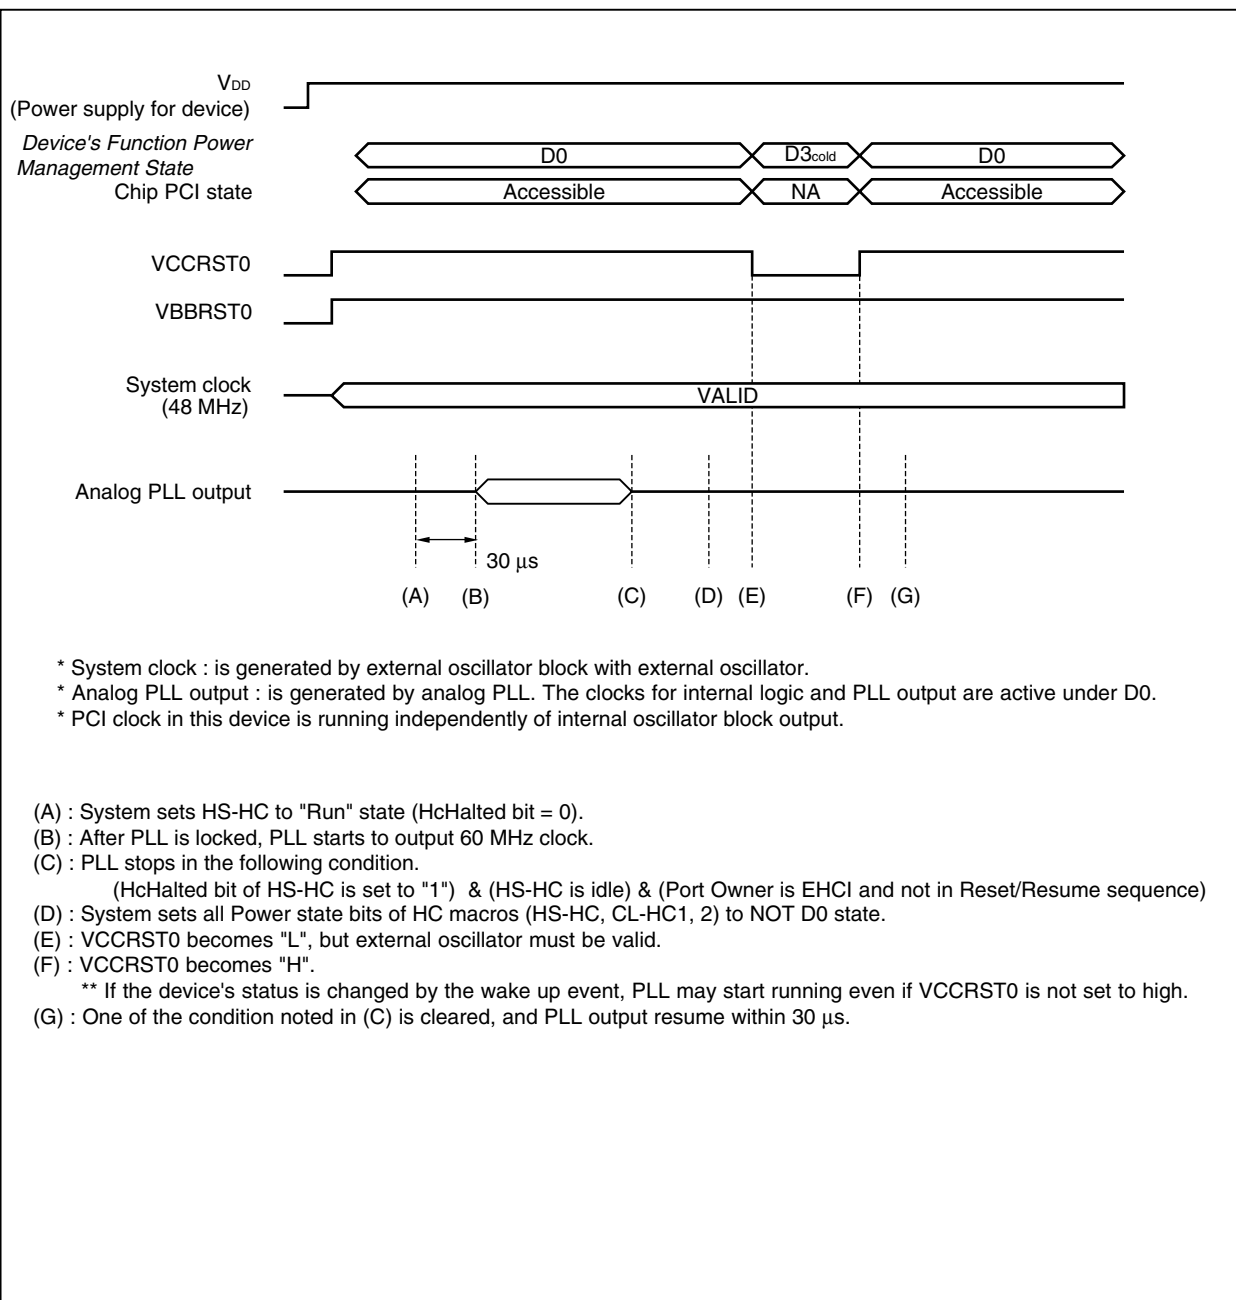 VDD
(Power supply for device)
Device's Function Power
Management State
D0
D3cold
D0
Chip PCI state
Accessible
NA
Accessible
VCCRST0
VBBRST0
System clock
(48 MHz)
VALID
Analog PLL output
30 μs
(A)
(B)
(C)
(D)
(E)
(F)
(G)
* System clock : is generated by external oscillator block with external oscillator.
* Analog PLL output : is generated by analog PLL. The clocks for internal logic and PLL output are active under D0.
* PCI clock in this device is running independently of internal oscillator block output.
(A) : System sets HS-HC to "Run" state (HcHalted bit = 0).
(B) : After PLL is locked, PLL starts to output 60 MHz clock.
(C) : PLL stops in the following condition.
(HcHalted bit of HS-HC is set to "1") & (HS-HC is idle) & (Port Owner is EHCI and not in Reset/Resume sequence)
(D) : System sets all Power state bits of HC macros (HS-HC, CL-HC1, 2) to NOT D0 state.
(E) : VCCRST0 becomes "L", but external oscillator must be valid.
(F) : VCCRST0 becomes "H".
** If the device's status is changed by the wake up event, PLL may start running even if VCCRST0 is not set to high.
(G) : One of the condition noted in (C) is cleared, and PLL output resume within 30 μs.